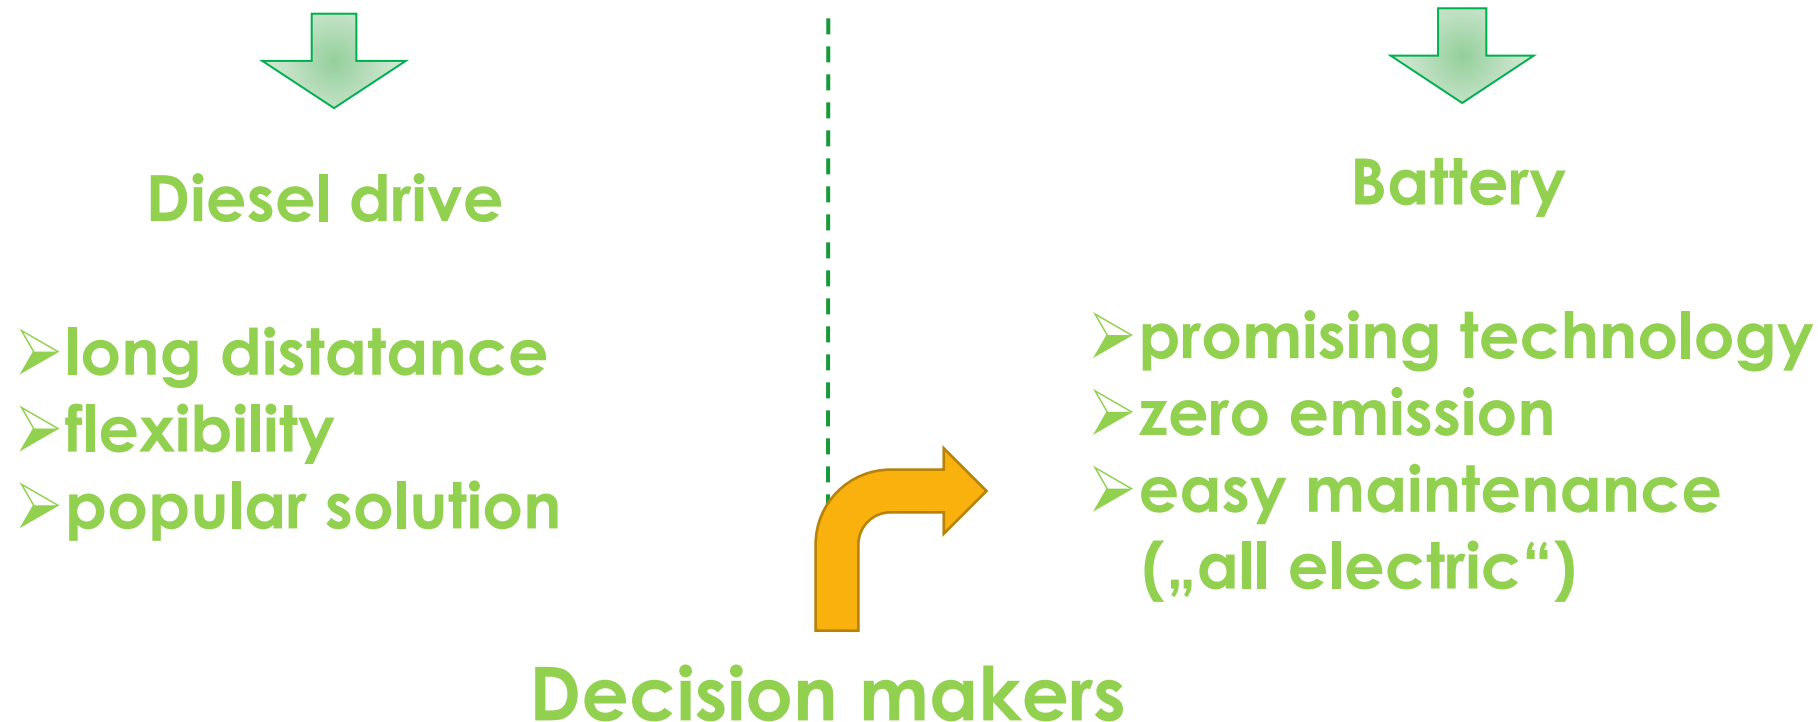 Diesel drive
➢long distatance
➢flexibility
➢popular solution
Battery
➢promising technology
➢zero emission
➢easy maintenance
(„all electric“)
Decision makers